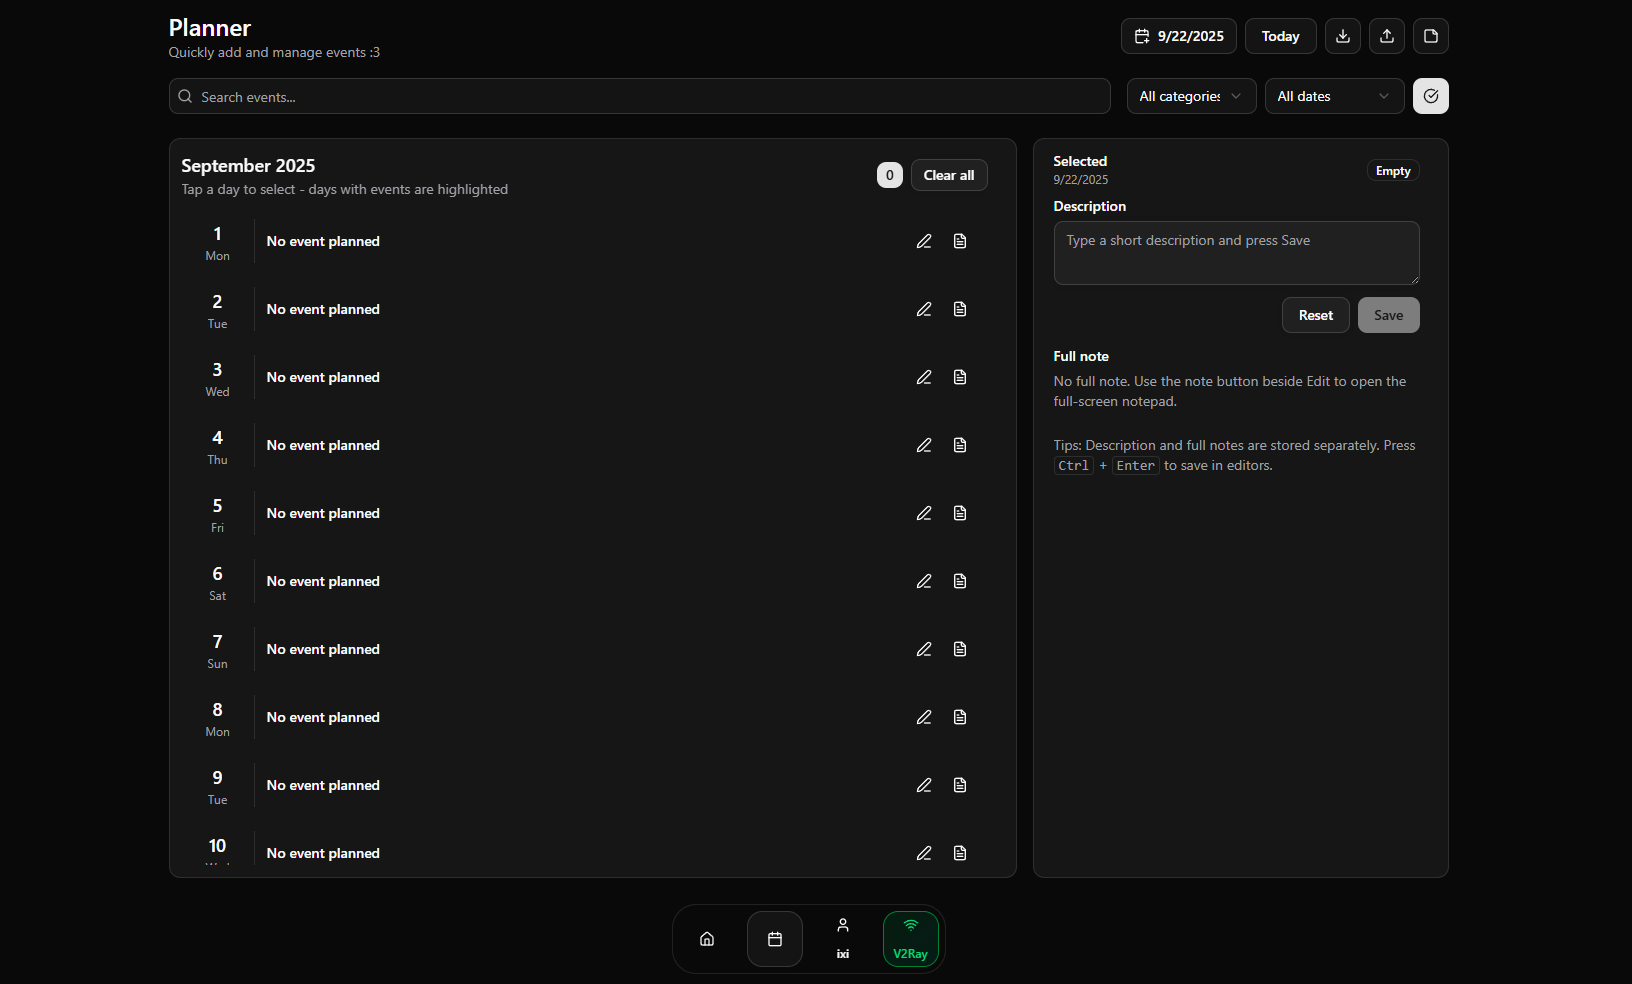 Planner
Quickly add and manage events :3
9/22/2025
Today
Search events...
All categories
All dates
September 2025
Tap a day to select - days with events are highlighted
0
Clear all
1
Mon
No event planned
2
Tue
No event planned
3
Wed
No event planned
4
Thu
No event planned
5
Fri
No event planned
6
Sat
No event planned
7
Sun
No event planned
8
Mon
No event planned
9
Tue
No event planned
10
No event planned
Selected
9/22/2025
Empty
Description
Type a short description and press Save
Reset
Save
Full note
No full note. Use the note button beside Edit to open the
full-screen notepad.
Tips: Description and full notes are stored separately. Press
Ctrl + Enter to save in editors.
ixi
V2Ray